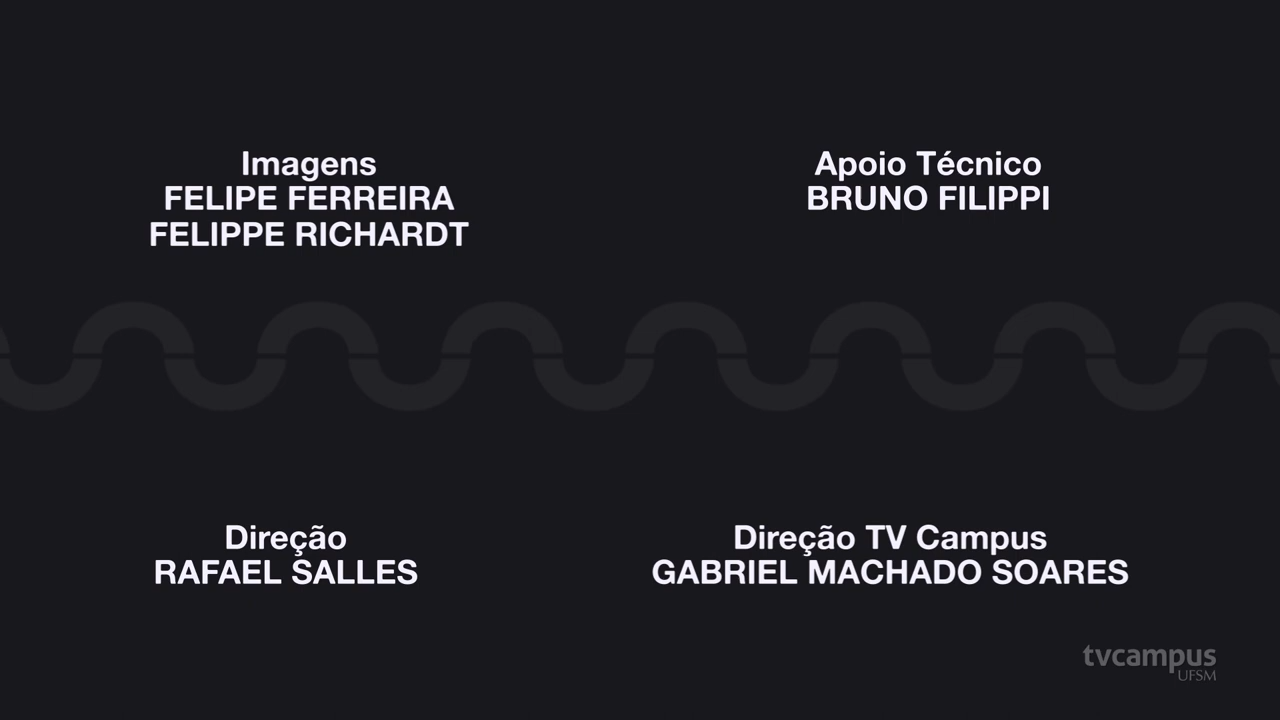 Imagens
FELIPE FERREIRA
FELIPPE RICHARDT
Apoio Técnico
BRUNO FILIPPI
Direção
RAFAEL SALLES
Direção TV Campus
GABRIEL MACHADO SOARES
tvcampus
UFSM